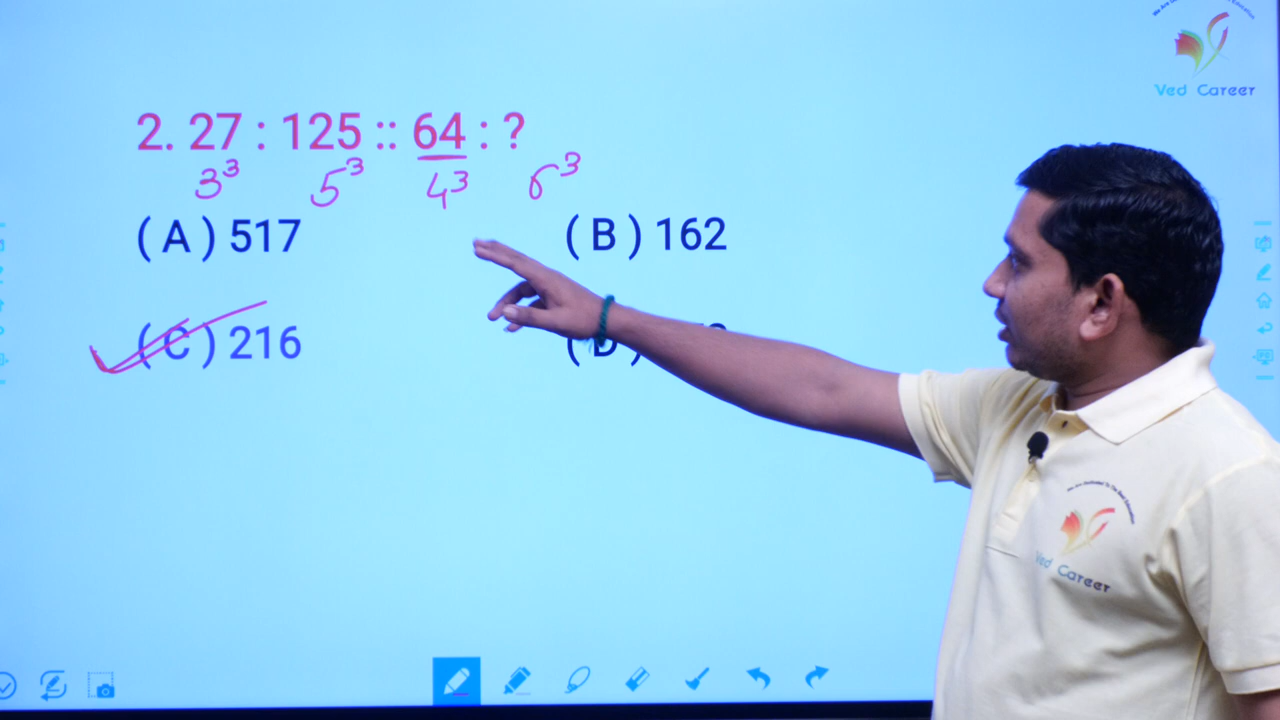 Ved Career
2. 27 : 125 :: 64 : ?
3³ 5³ 4³ 6³
( A ) 517 ( B ) 162
( C ) 216 ( D )
Ved Career